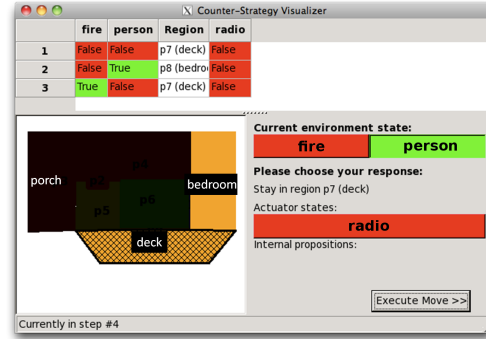 Counter-Strategy Visualizer
fire person Region radio
1 False False p7 (deck) False
2 False True p8 (bedroo False
3 True False p7 (deck) False
Current environment state:
fire person
Please choose your response:
Stay in region p7 (deck)
Actuator states:
radio
Internal propositions:
porch
bedroom
p5
p6
deck
Execute Move >>
Currently in step #4